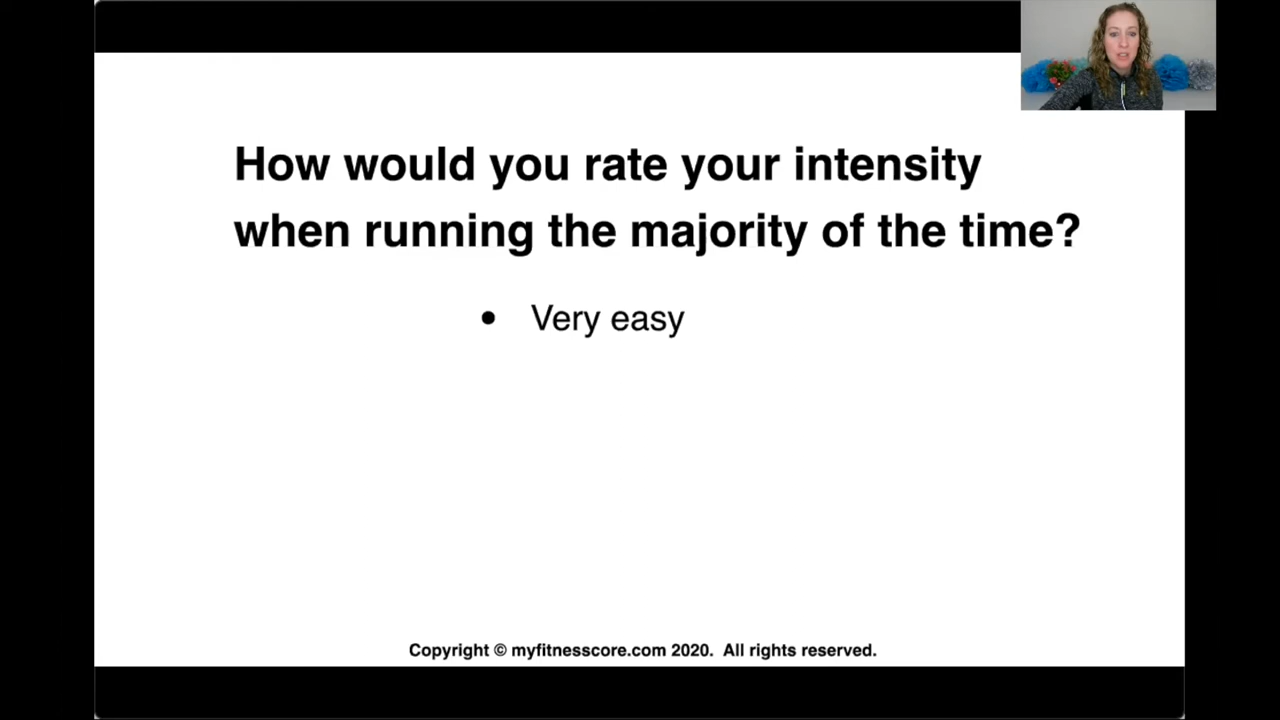 How would you rate your intensity
when running the majority of the time?
• Very easy
Copyright © myfitnesscore.com 2020. All rights reserved.